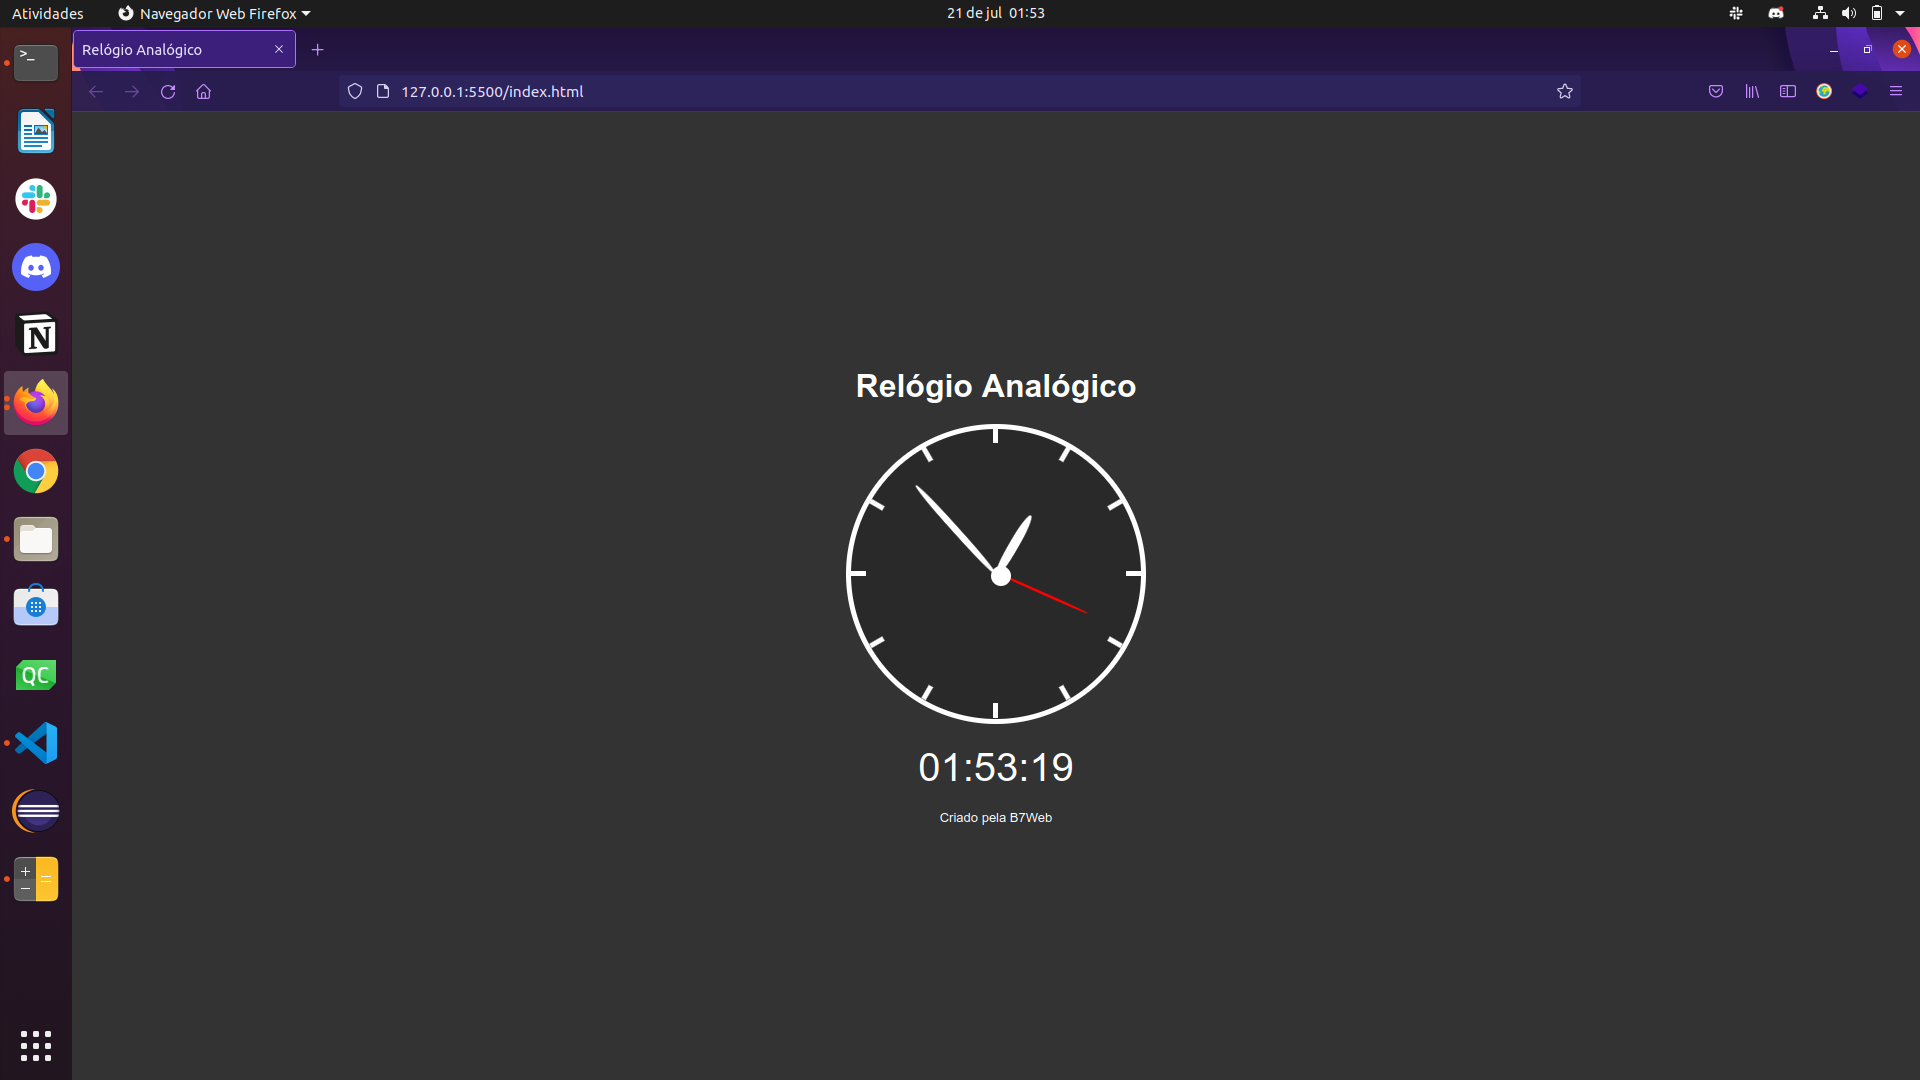 Atividades
Navegador Web Firefox
21 de jul 01:53
Relógio Analógico
127.0.0.1:5500/index.html
>_
N
QC
Relógio Analógico
01:53:19
Criado pela B7Web